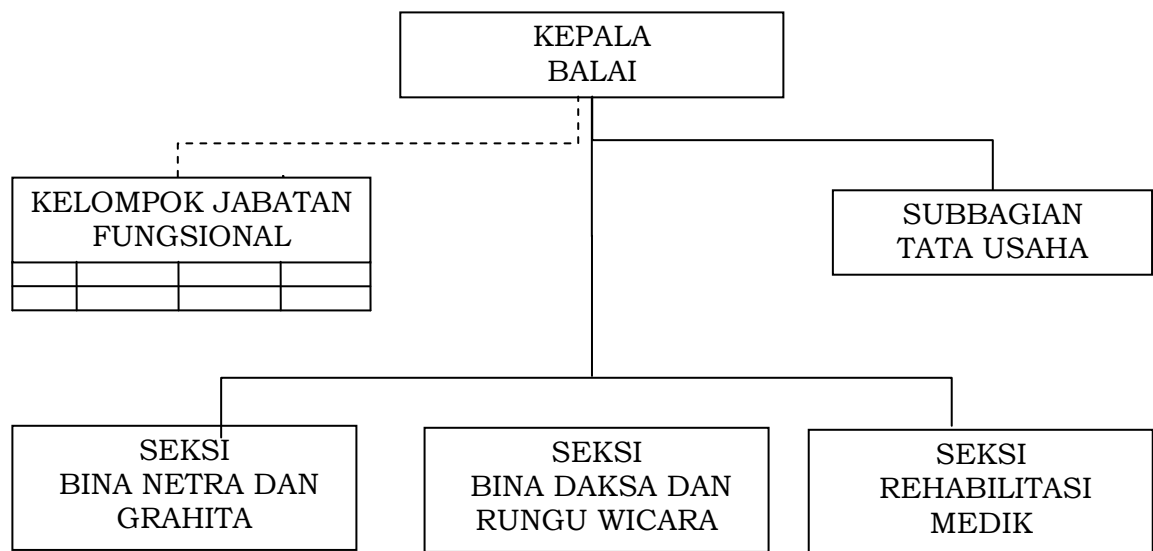 KEPALA
BALAI
KELOMPOK JABATAN
FUNGSIONAL
SUBBAGIAN
TATA USAHA
SEKSI
BINA NETRA DAN
GRAHITA
SEKSI
BINA DAKSA DAN
RUNGU WICARA
SEKSI
REHABILITASI
MEDIK